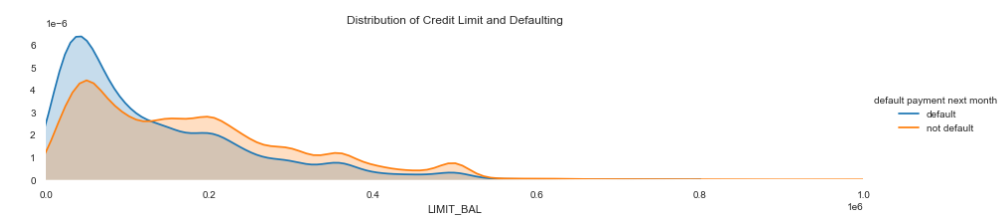 Distribution of Credit Limit and Defaulting
1e−6
6
5
4
3
2
1
0
0.0 0.2 0.4 0.6 0.8 1.0
1e6
LIMIT_BAL
default payment next month
default
not default